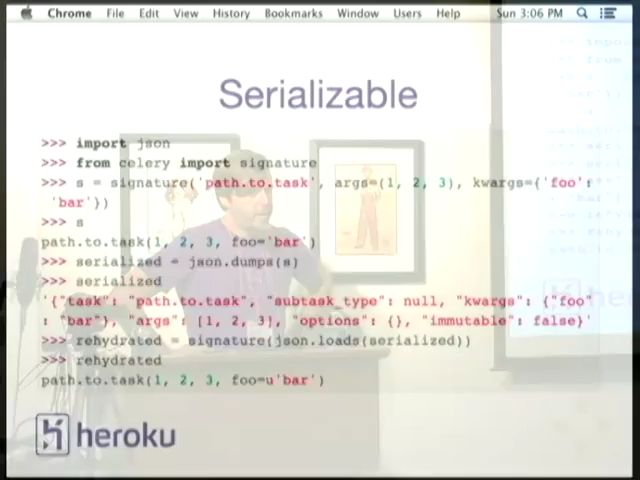 Chrome File Edit View History Bookmarks Window Users Help Sun 3:06 PM
Serializable
>>> import json
>>> from celery import signature
>>> s = signature('path.to.task', args=(1, 2, 3), kwargs={'foo':
'bar'})
>>> s
path.to.task(1, 2, 3, foo='bar')
>>> serialized = json.dumps(s)
>>> serialized
'{"task": "path.to.task", "subtask_type": null, "kwargs": {"foo"
: "bar"}, "args": [1, 2, 3], "options": {}, "immutable": false}'
>>> rehydrated = signature(json.loads(serialized))
>>> rehydrated
path.to.task(1, 2, 3, foo=u'bar')
heroku